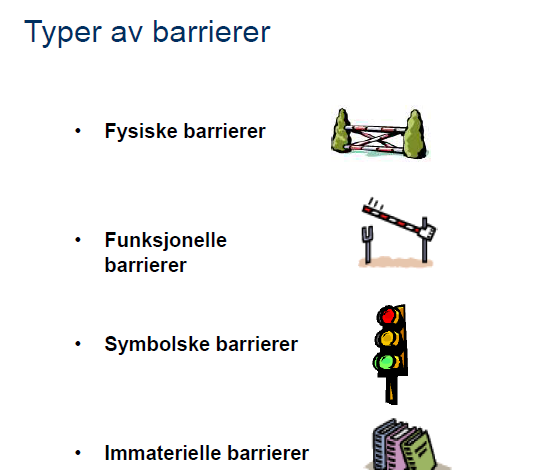 Typer av barrierer
• Fysiske barrierer
• Funksjonelle
barrierer
• Symbolske barrierer
• Immaterielle barrierer